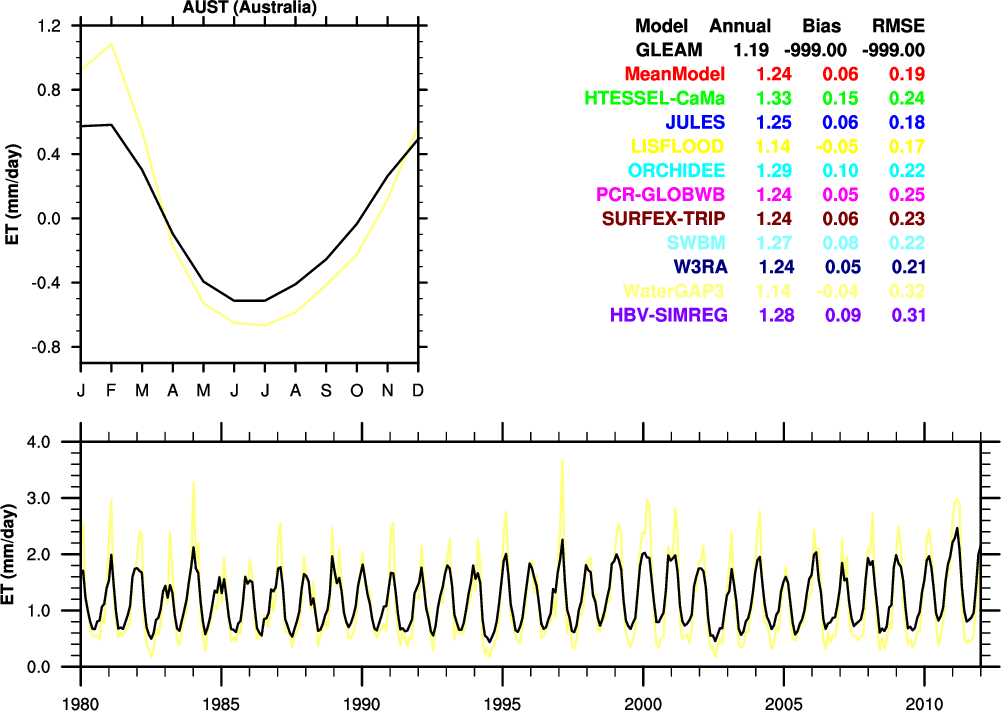 AUST (Australia)
Model Annual Bias RMSE
GLEAM 1.19 -999.00 -999.00
MeanModel 1.24 0.06 0.19
HTESSEL-CaMa 1.33 0.15 0.24
JULES 1.25 0.06 0.18
LISFLOOD 1.14 -0.05 0.17
ORCHIDEE 1.29 0.10 0.22
PCR-GLOBWB 1.24 0.05 0.25
SURFEX-TRIP 1.24 0.06 0.23
SWBM 1.27 0.08 0.22
W3RA 1.24 0.05 0.21
WaterGAP3 1.14 -0.04 0.32
HBV-SIMREG 1.28 0.09 0.31
1.2
0.8
0.4
0.0
-0.4
-0.8
ET (mm/day)
J F M A M J J A S O N D
4.0
3.0
2.0
1.0
0.0
ET (mm/day)
1980 1985 1990 1995 2000 2005 2010